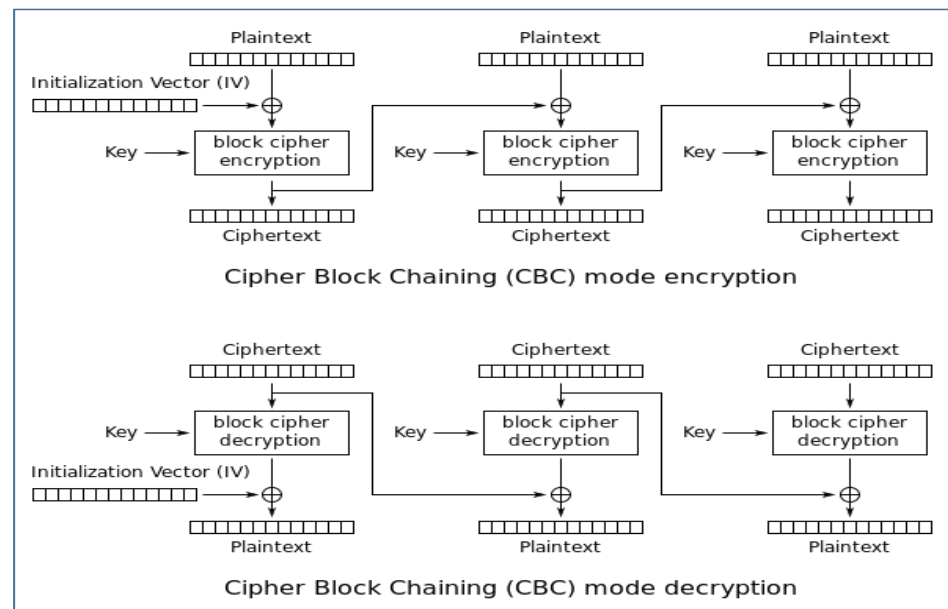 Plaintext Plaintext Plaintext
Initialization Vector (IV)
Key block cipher encryption Key block cipher encryption Key block cipher encryption
Ciphertext Ciphertext Ciphertext
Cipher Block Chaining (CBC) mode encryption
Ciphertext Ciphertext Ciphertext
Key block cipher decryption Key block cipher decryption Key block cipher decryption
Initialization Vector (IV)
Plaintext Plaintext Plaintext
Cipher Block Chaining (CBC) mode decryption